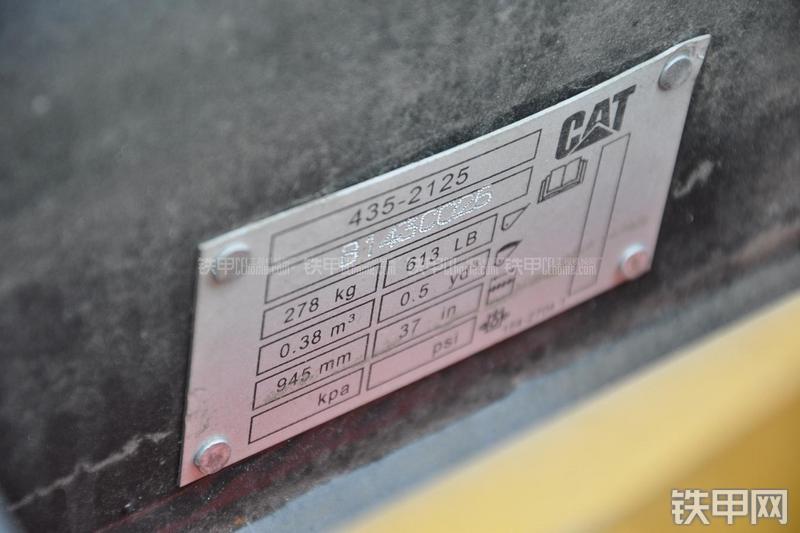 CAT
435-2125
B1430026
278 kg 613 LB
0.38 m³ 0.5 yd
945 mm 37 in
kpa psi
铁甲网